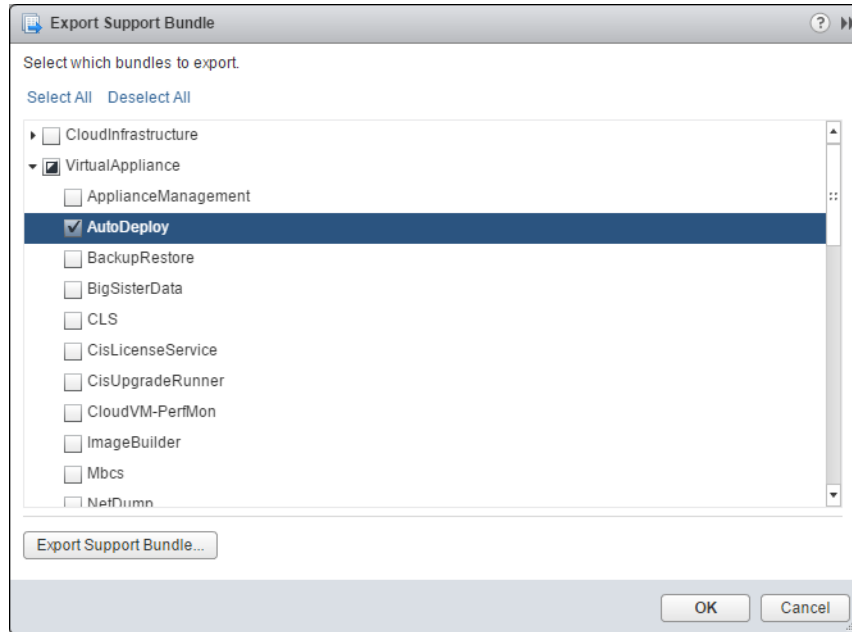 Export Support Bundle
Select which bundles to export.
Select All Deselect All
CloudInfrastructure
VirtualAppliance
ApplianceManagement
AutoDeploy
BackupRestore
BigSisterData
CLS
CisLicenseService
CisUpgradeRunner
CloudVM-PerfMon
ImageBuilder
Mbcs
NetDump
Export Support Bundle...
OK Cancel